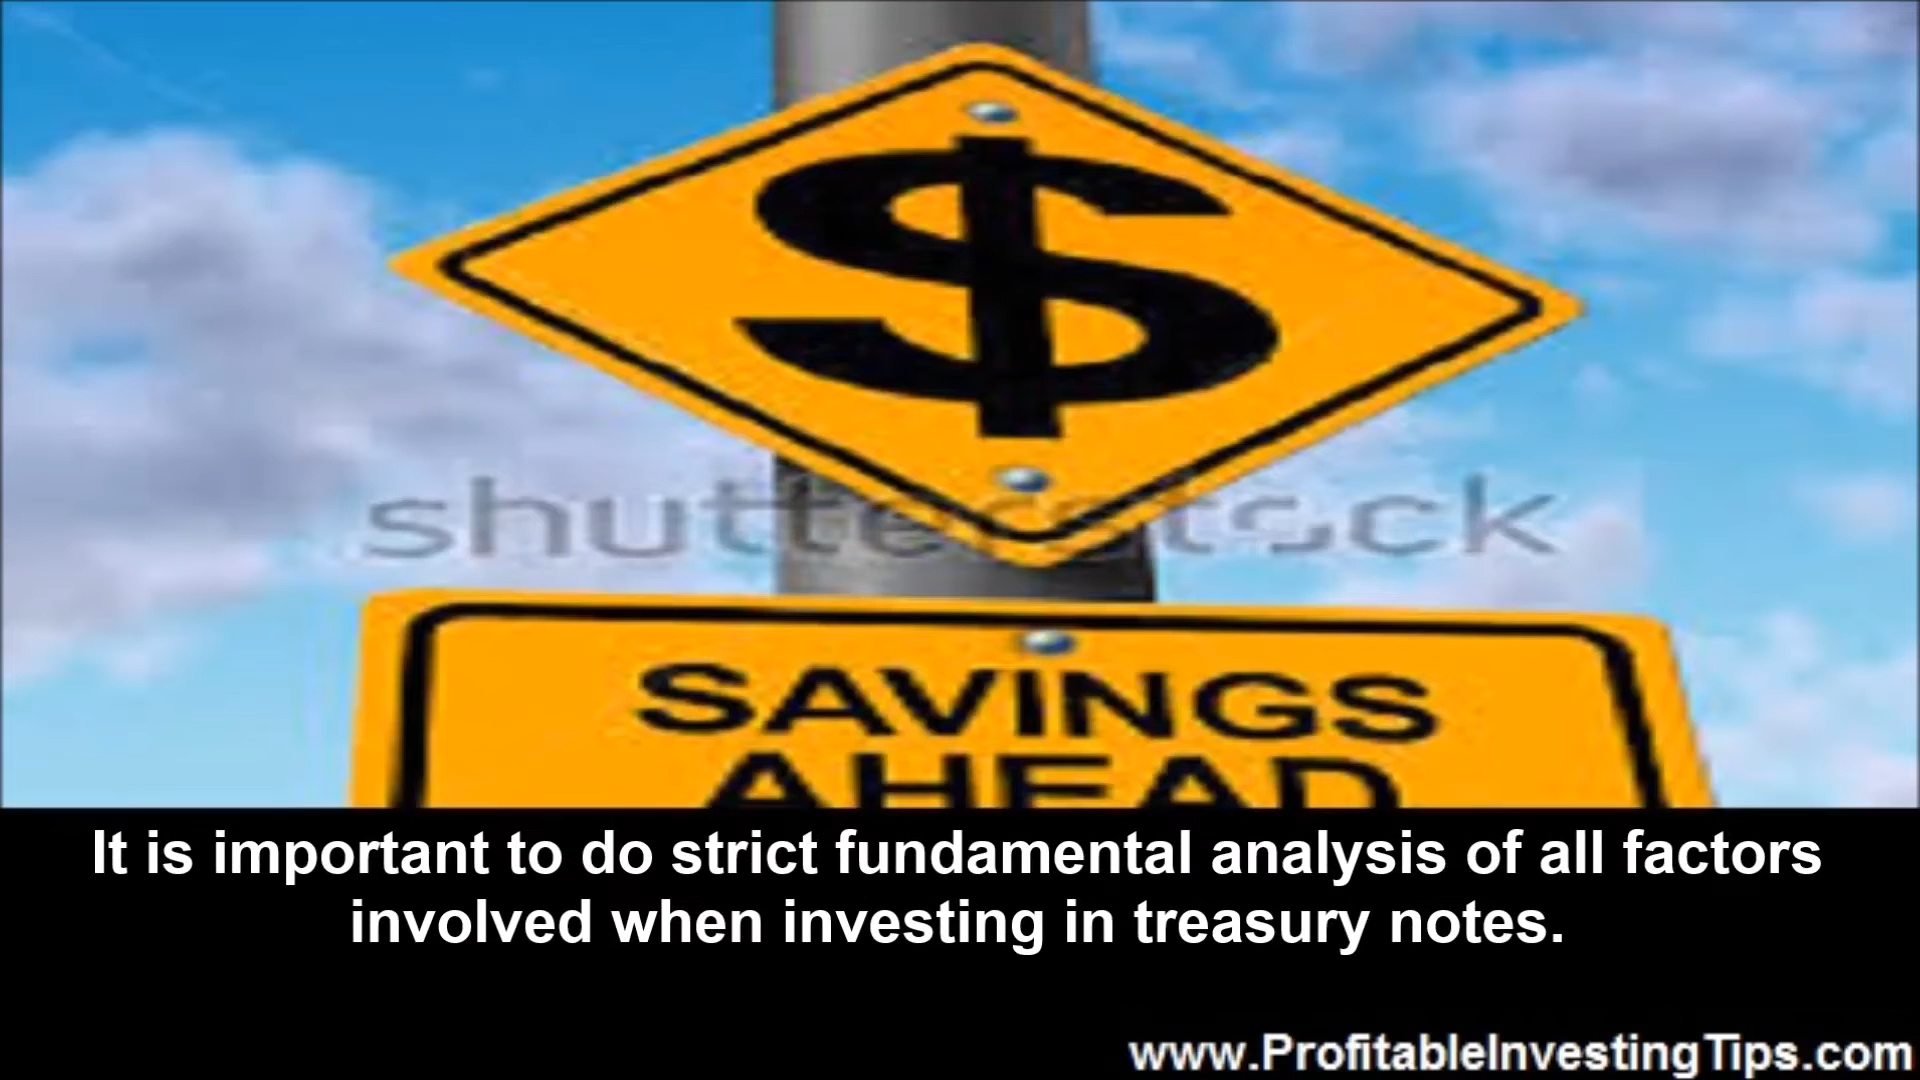 $
shutterstock
SAVINGS
AHEAD
It is important to do strict fundamental analysis of all factors
involved when investing in treasury notes.
www.ProfitableInvestingTips.com